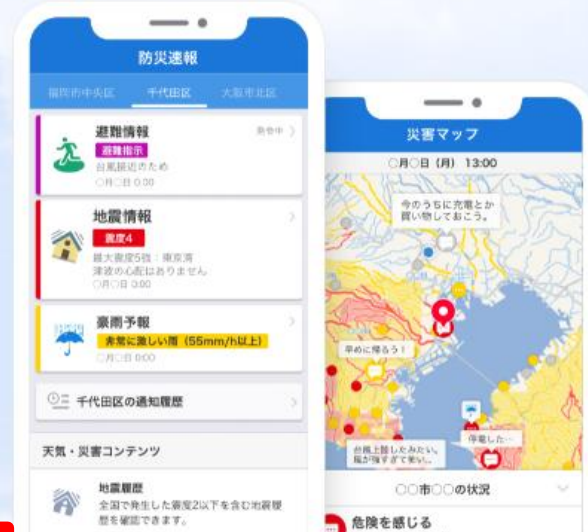 防災速報
福岡市中央区 千代田区 大阪市北区
避難情報 発令中
避難指示
台風接近のため
○月○日 0:00
地震情報
震度4
最大震度5強:東京湾
津波の心配はありません
○月○日 0:00
豪雨予報
非常に激しい雨(55mm/h以上)
○月○日 0:00
千代田区の通知履歴
天気・災害コンテンツ
地震履歴
全国で発生した震度2以下を含む地震履
歴を確認できます。
災害マップ
○月○日(月) 13:00
今のうちに充電とか
買い物しておこう。
早めに帰ろう!
停電した…
台風上陸したみたい。
風が強すぎて怖い…
○○市○○の状況
危険を感じる